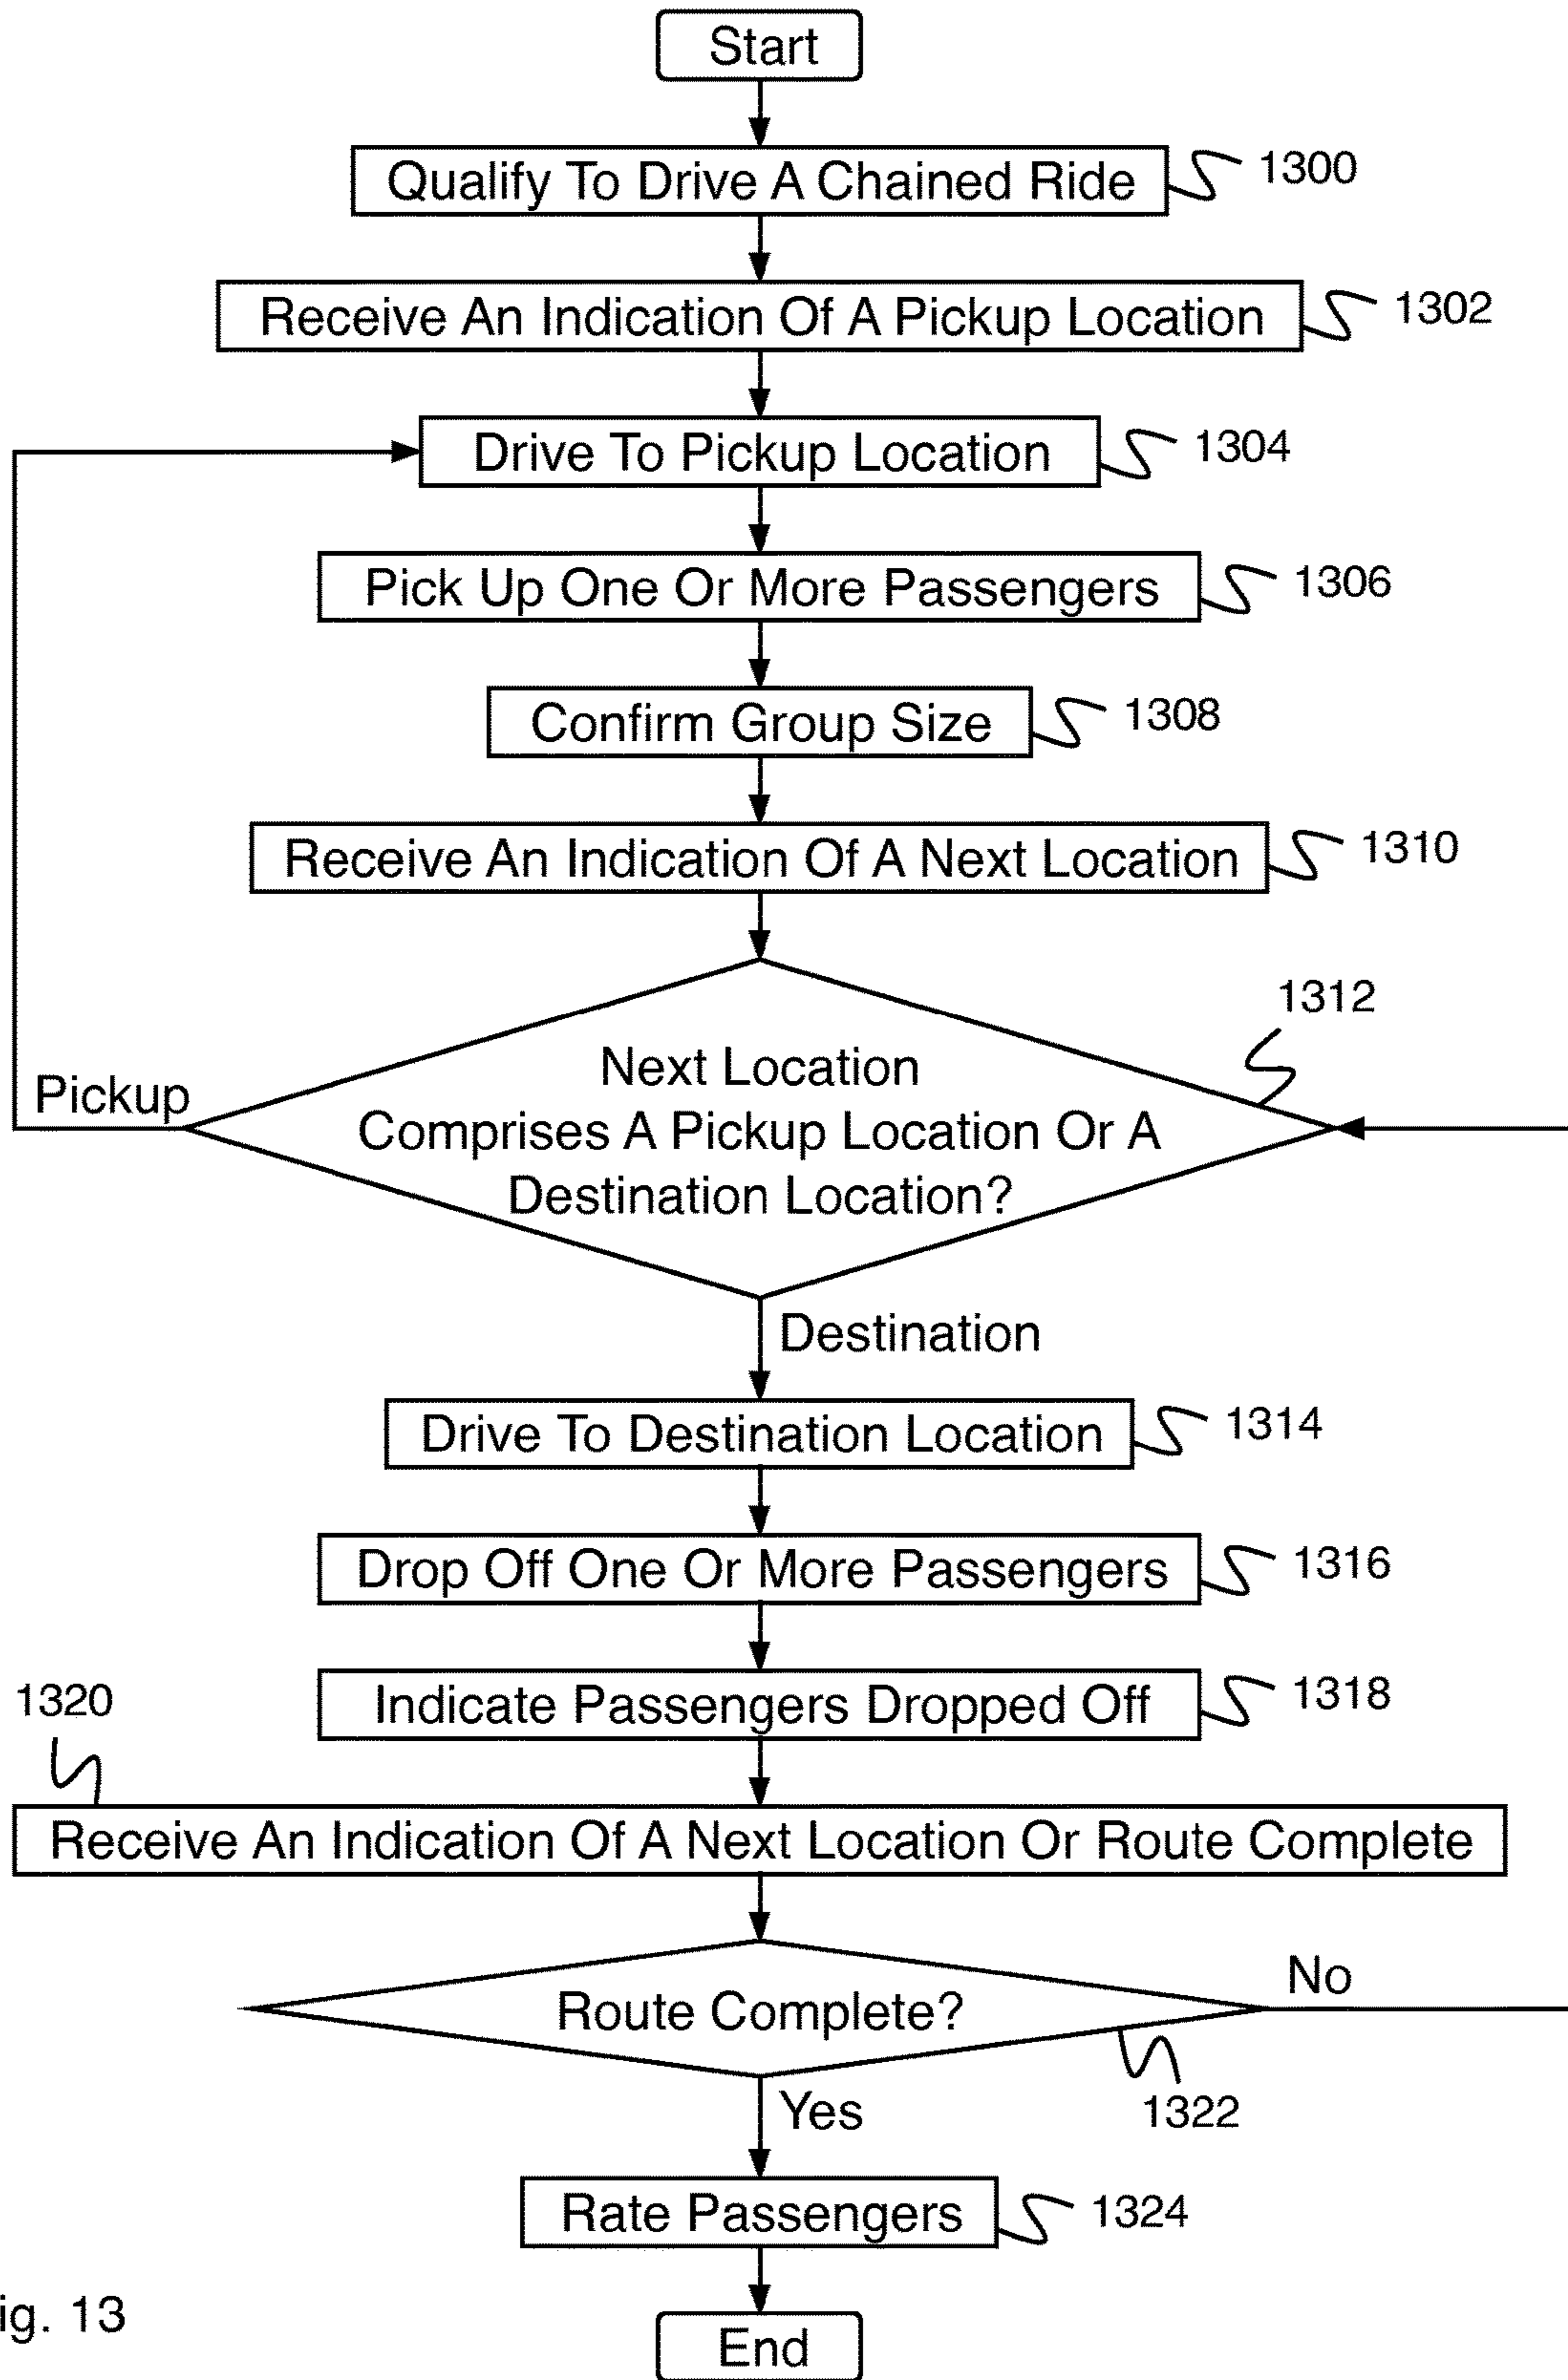 Start
Qualify To Drive A Chained Ride
1300
Receive An Indication Of A Pickup Location
1302
Drive To Pickup Location
1304
Pick Up One Or More Passengers
1306
Confirm Group Size
1308
Receive An Indication Of A Next Location
1310
1312
Next Location
Comprises A Pickup Location Or A
Destination Location?
Pickup
Destination
Drive To Destination Location
1314
Drop Off One Or More Passengers
1316
Indicate Passengers Dropped Off
1318
1320
Receive An Indication Of A Next Location Or Route Complete
Route Complete?
No
1322
Yes
Rate Passengers
1324
ig. 13
End